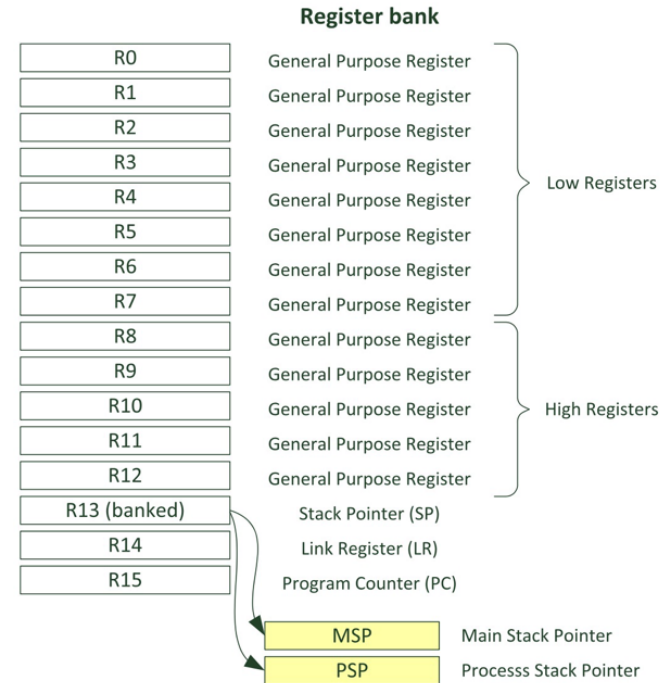 Register bank
R0 General Purpose Register
R1 General Purpose Register
R2 General Purpose Register
R3 General Purpose Register
Low Registers
R4 General Purpose Register
R5 General Purpose Register
R6 General Purpose Register
R7 General Purpose Register
R8 General Purpose Register
R9 General Purpose Register
R10 General Purpose Register
High Registers
R11 General Purpose Register
R12 General Purpose Register
R13 (banked) Stack Pointer (SP)
R14 Link Register (LR)
R15 Program Counter (PC)
MSP Main Stack Pointer
PSP Processs Stack Pointer